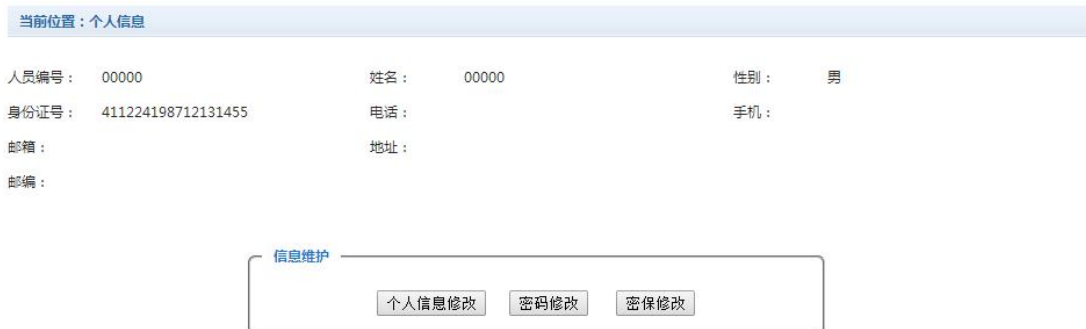 当前位置：个人信息
人员编号： 00000 姓名： 00000 性别： 男
身份证号： 411224198712131455 电话： 手机：
邮箱： 地址：
邮编：
信息维护
个人信息修改 密码修改 密保修改